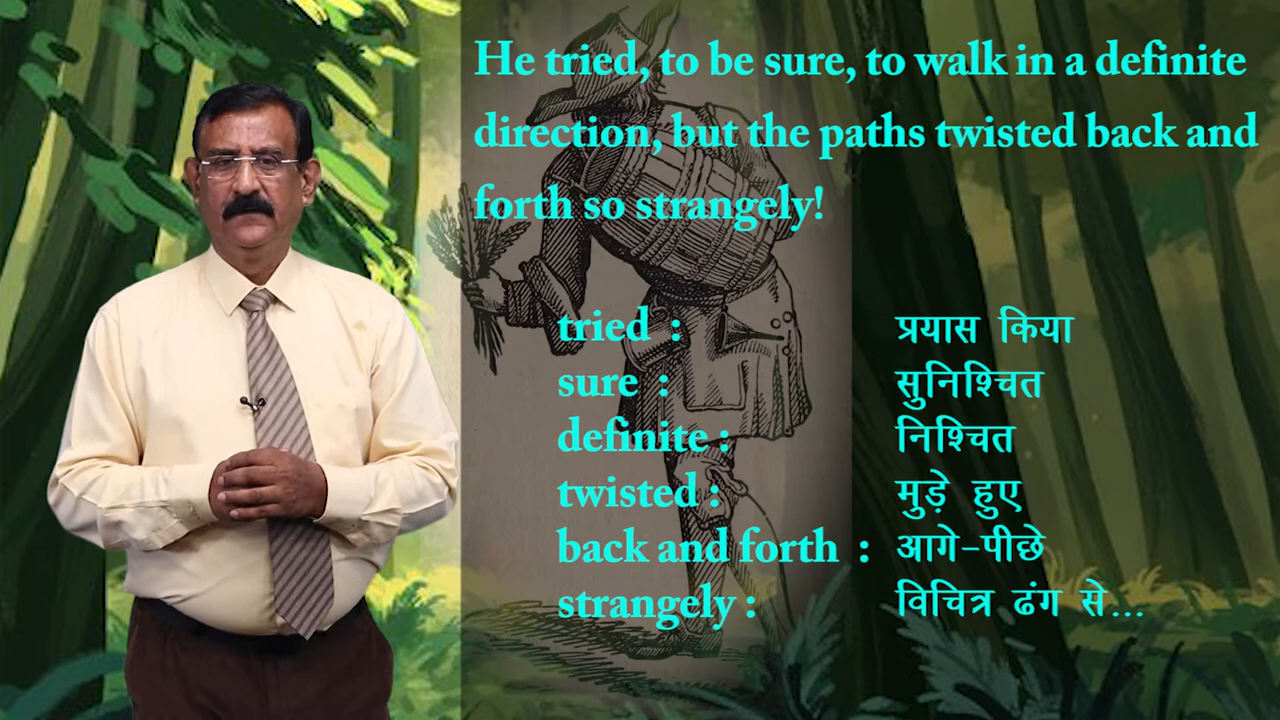 He tried, to be sure, to walk in a definite
direction, but the paths twisted back and
forth so strangely!
tried : प्रयास किया
sure : सुनिश्चित
definite : निश्चित
twisted : मुड़े हुए
back and forth : आगे-पीछे
strangely : विचित्र ढंग से...